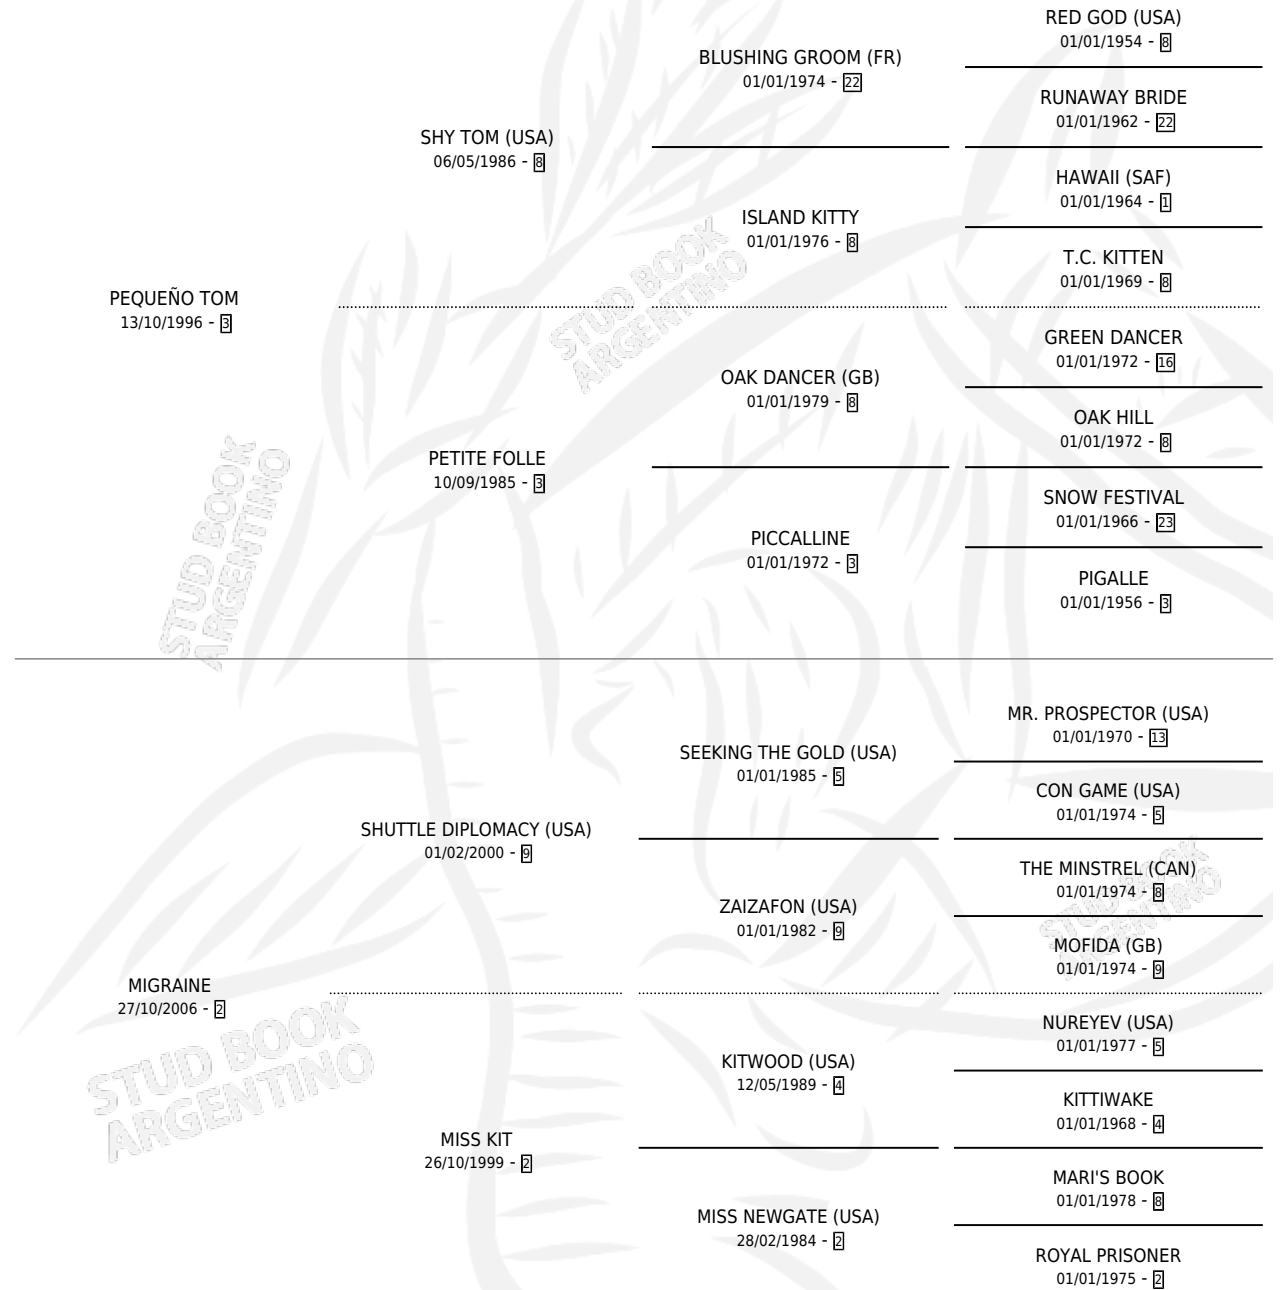 RED GOD (USA)
01/01/1954 - 8
BLUSHING GROOM (FR)
01/01/1974 - 22
RUNAWAY BRIDE
01/01/1962 - 22
SHY TOM (USA)
06/05/1986 - 8
HAWAII (SAF)
01/01/1964 - 1
ISLAND KITTY
01/01/1976 - 8
T.C. KITTEN
01/01/1969 - 8
PEQUEÑO TOM
13/10/1996 - 3
GREEN DANCER
01/01/1972 - 16
OAK DANCER (GB)
01/01/1979 - 8
OAK HILL
01/01/1972 - 8
PETITE FOLLE
10/09/1985 - 3
SNOW FESTIVAL
01/01/1966 - 23
PICCALLINE
01/01/1972 - 3
PIGALLE
01/01/1956 - 3
STUD BOOK
ARGENTINO
STUD BOOK
ARGENTINO
MR. PROSPECTOR (USA)
01/01/1970 - 13
SEEKING THE GOLD (USA)
01/01/1985 - 5
CON GAME (USA)
01/01/1974 - 5
SHUTTLE DIPLOMACY (USA)
01/02/2000 - 9
THE MINSTREL (CAN)
01/01/1974 - 8
ZAIZAFON (USA)
01/01/1982 - 9
MOFIDA (GB)
01/01/1974 - 9
MIGRAINE
27/10/2006 - 2
NUREYEV (USA)
01/01/1977 - 5
KITWOOD (USA)
12/05/1989 - 4
KITTIWAKE
01/01/1968 - 4
MISS KIT
26/10/1999 - 2
MARI'S BOOK
01/01/1978 - 8
MISS NEWGATE (USA)
28/02/1984 - 2
ROYAL PRISONER
01/01/1975 - 2
STUD BOOK
ARGENTINO
STUD BOOK
ARGENTINO